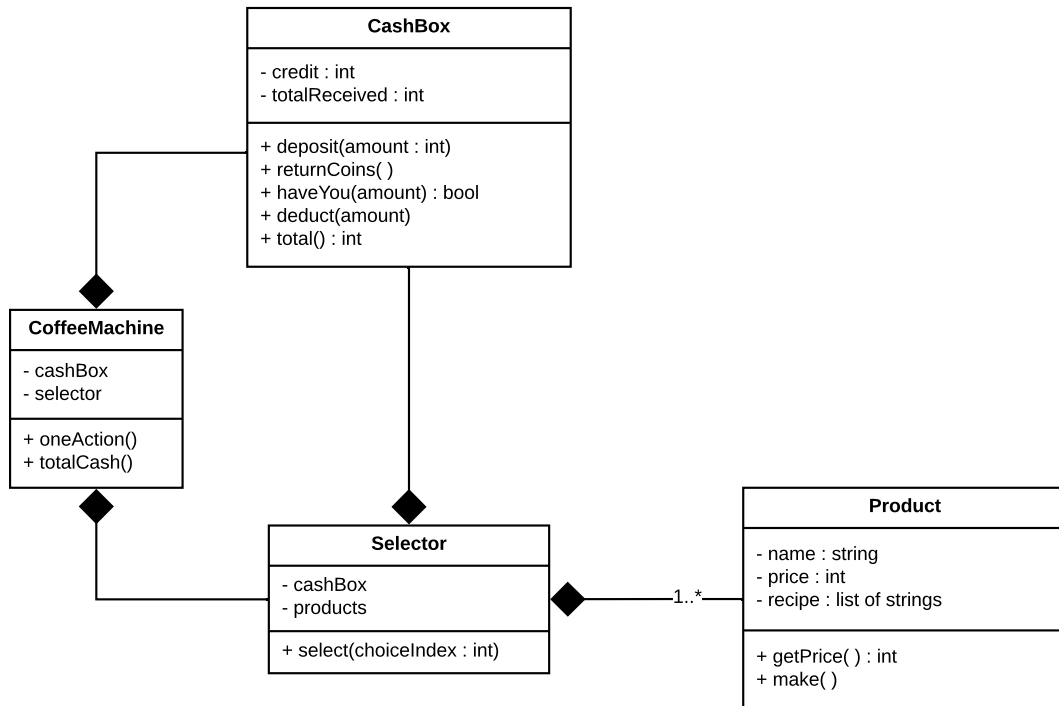 CashBox
- credit : int
- totalReceived : int
+ deposit(amount : int)
+ returnCoins( )
+ haveYou(amount) : bool
+ deduct(amount)
+ total() : int
CoffeeMachine
- cashBox
- selector
+ oneAction()
+ totalCash()
Selector
- cashBox
- products
+ select(choiceIndex : int)
1..*
Product
- name : string
- price : int
- recipe : list of strings
+ getPrice( ) : int
+ make( )